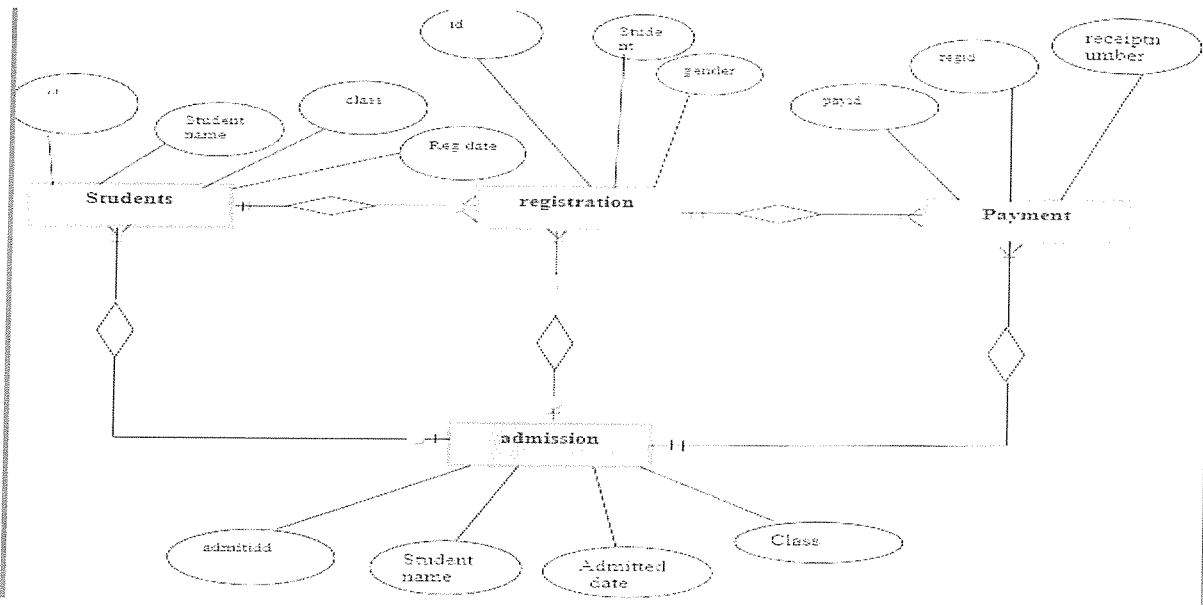 id
Stude
nt
gender
regid
receiptn
umber
payid
class
Student
name
Reg date
Students
registration
Payment
admission
admitidd
Student
name
Admitted
date
Class